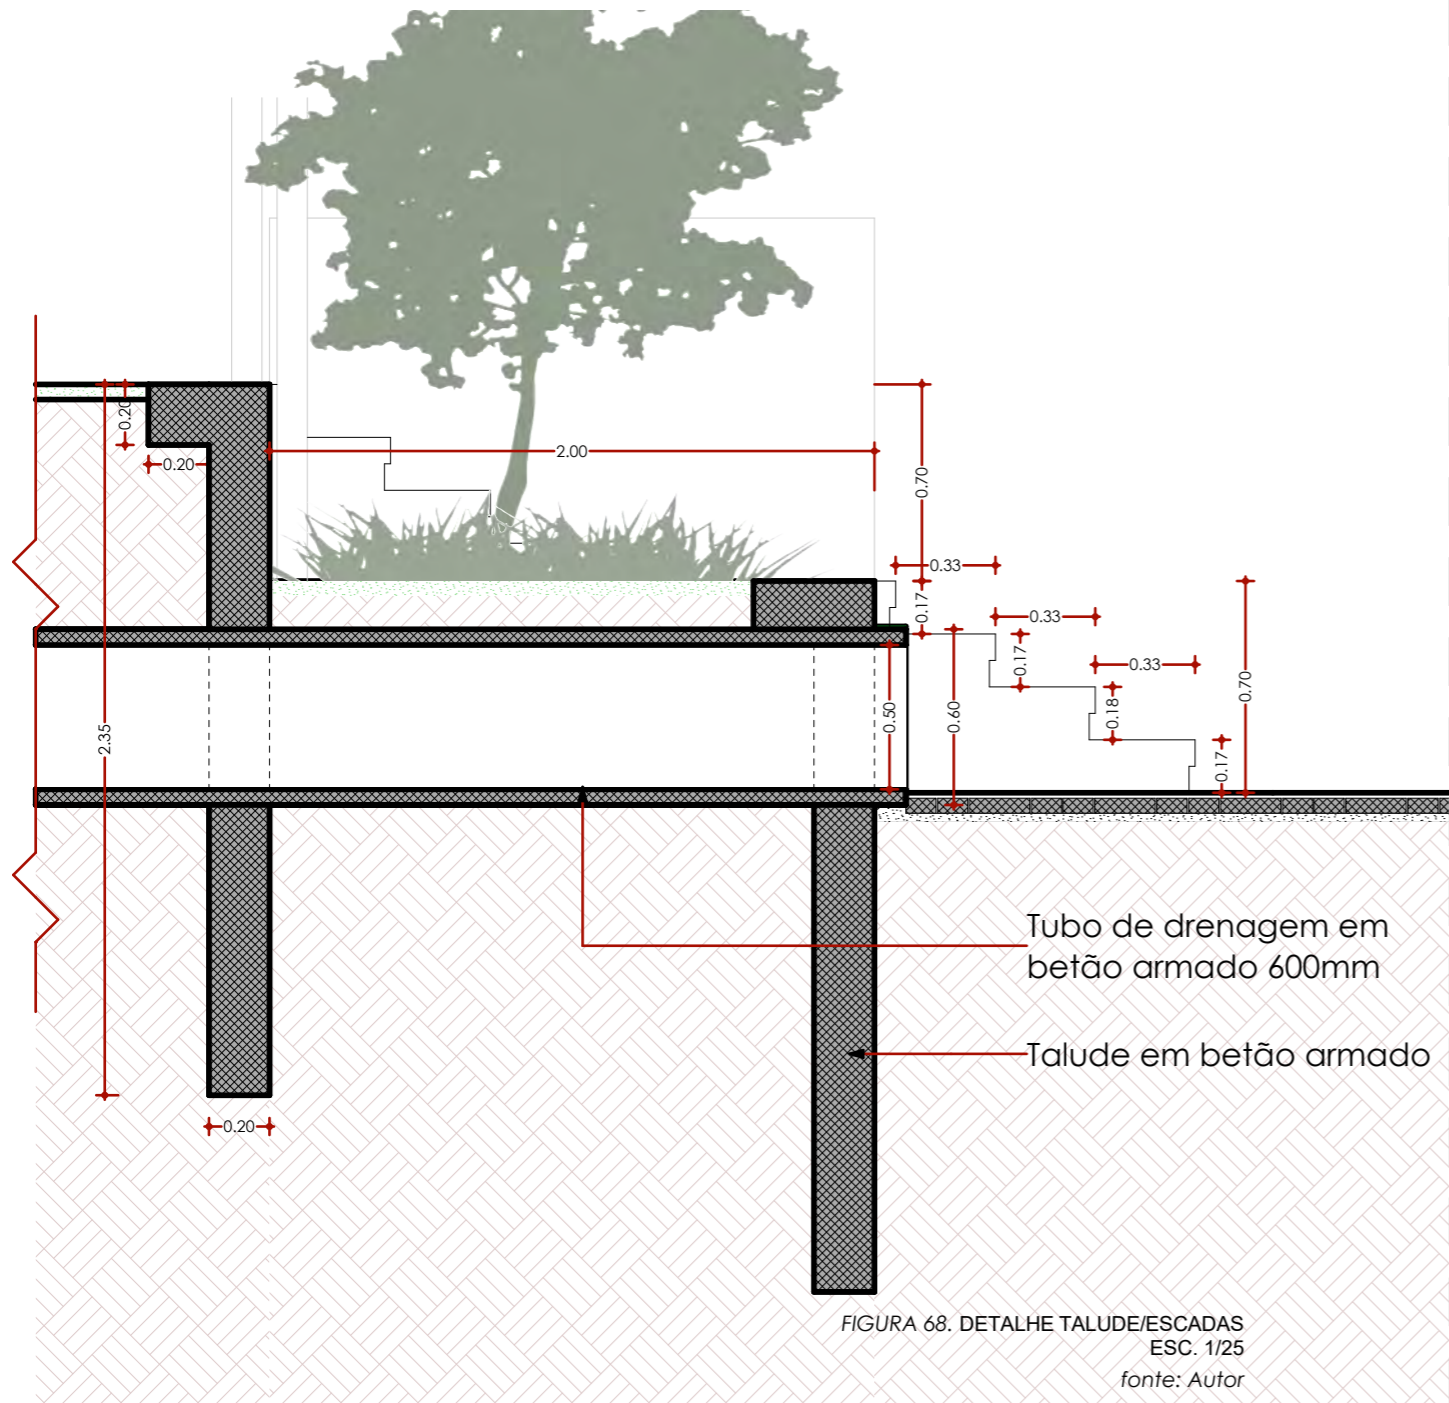 0.20
0.20
2.00
0.70
0.33
0.17
0.33
0.17
0.33
0.18
0.70
0.17
0.50
0.60
2.35
0.20
Tubo de drenagem em
betão armado 600mm
Talude em betão armado
FIGURA 68. DETALHE TALUDE/ESCADAS
ESC. 1/25
fonte: Autor